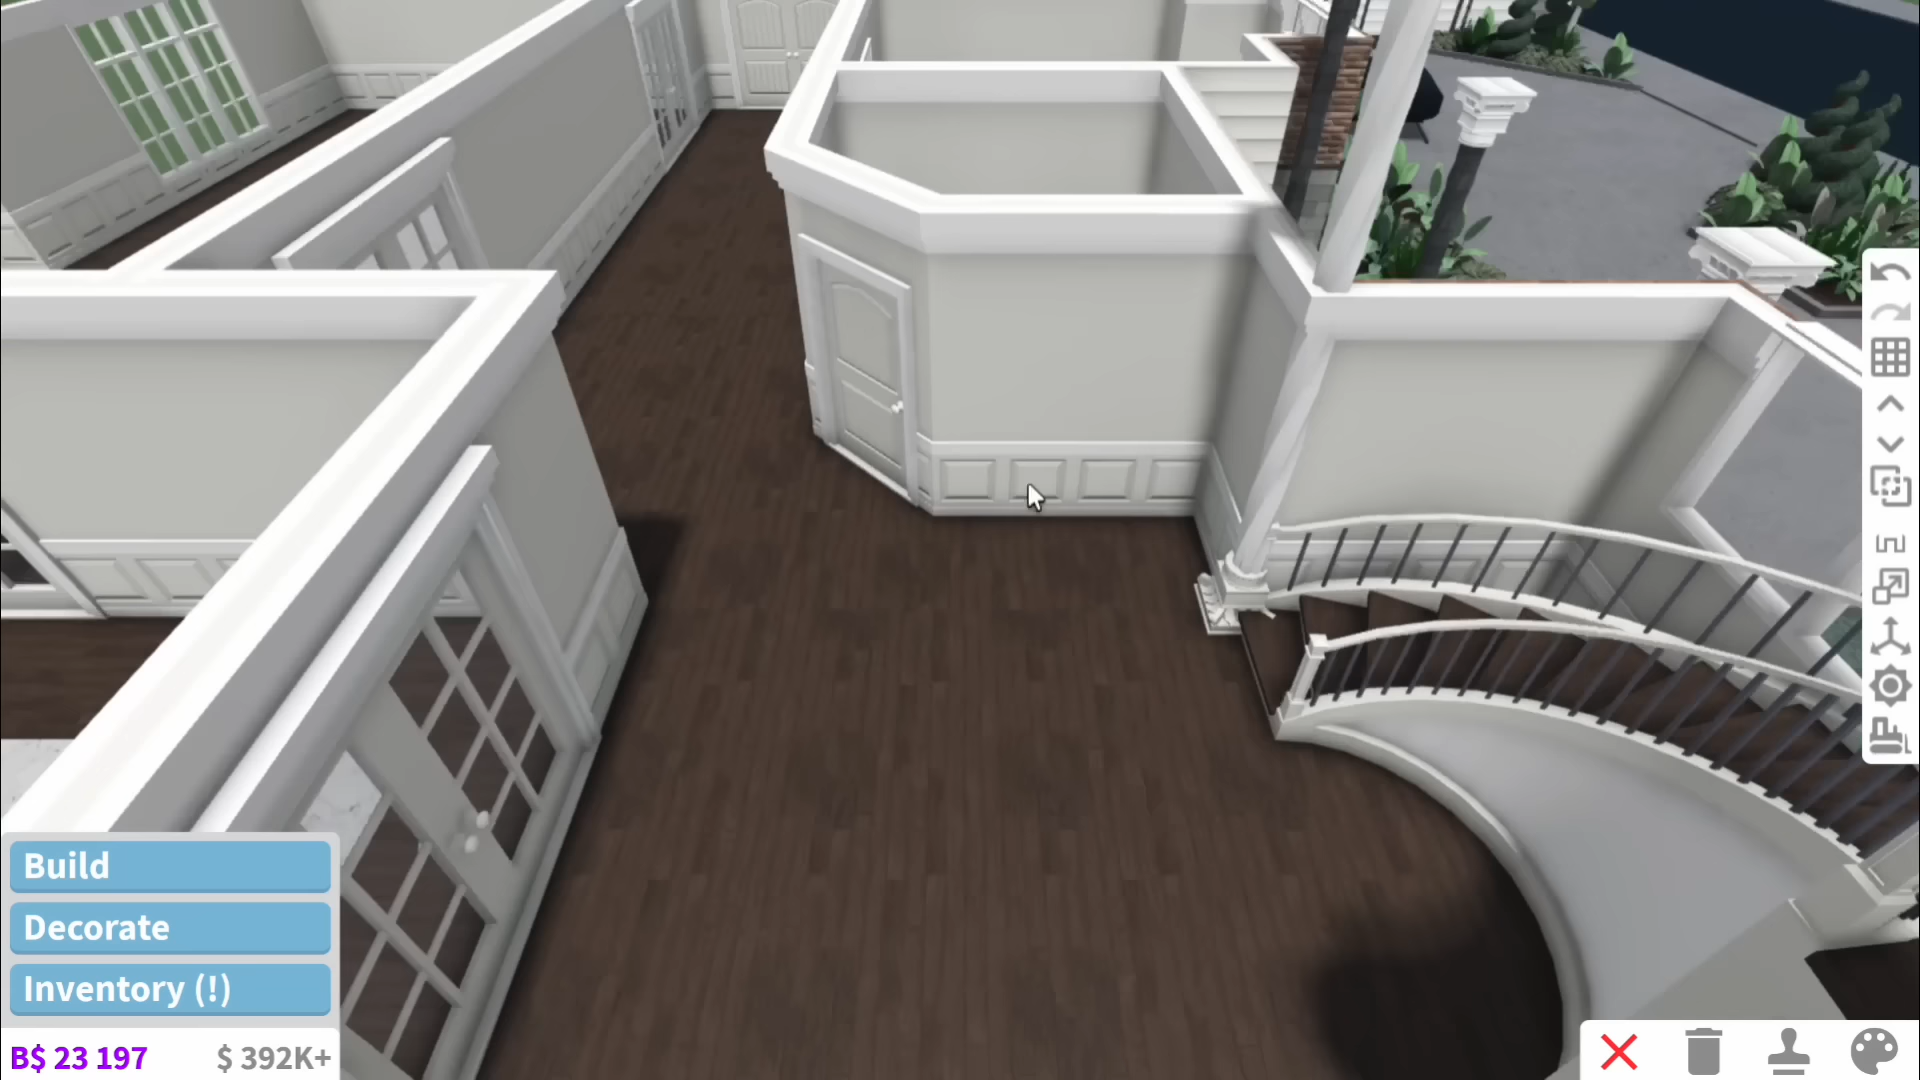 Build
Decorate
Inventory (!)
B$ 23 197 $ 392K+